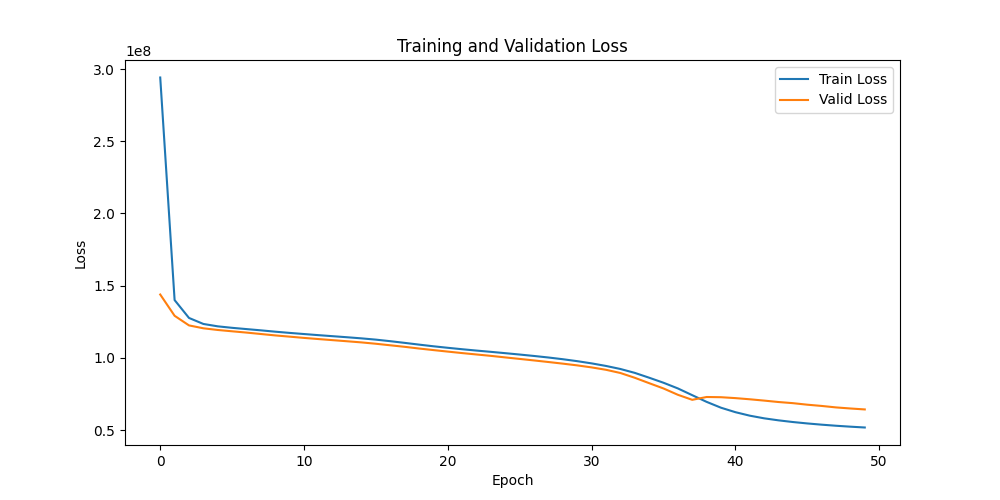 Training and Validation Loss
1e8
3.0
2.5
2.0
1.5
1.0
0.5
Loss
Train Loss
Valid Loss
0 10 20 30 40 50
Epoch